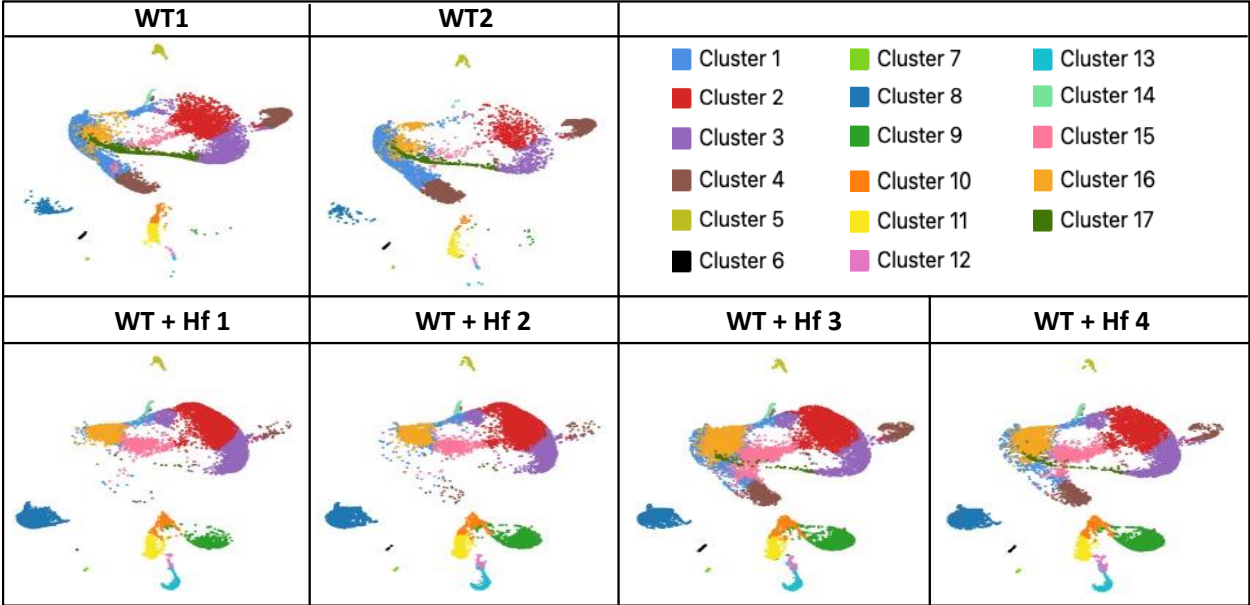 WT1
WT2
Cluster 1
Cluster 2
Cluster 3
Cluster 4
Cluster 5
Cluster 6
Cluster 7
Cluster 8
Cluster 9
Cluster 10
Cluster 11
Cluster 12
Cluster 13
Cluster 14
Cluster 15
Cluster 16
Cluster 17
WT + Hf 1
WT + Hf 2
WT + Hf 3
WT + Hf 4